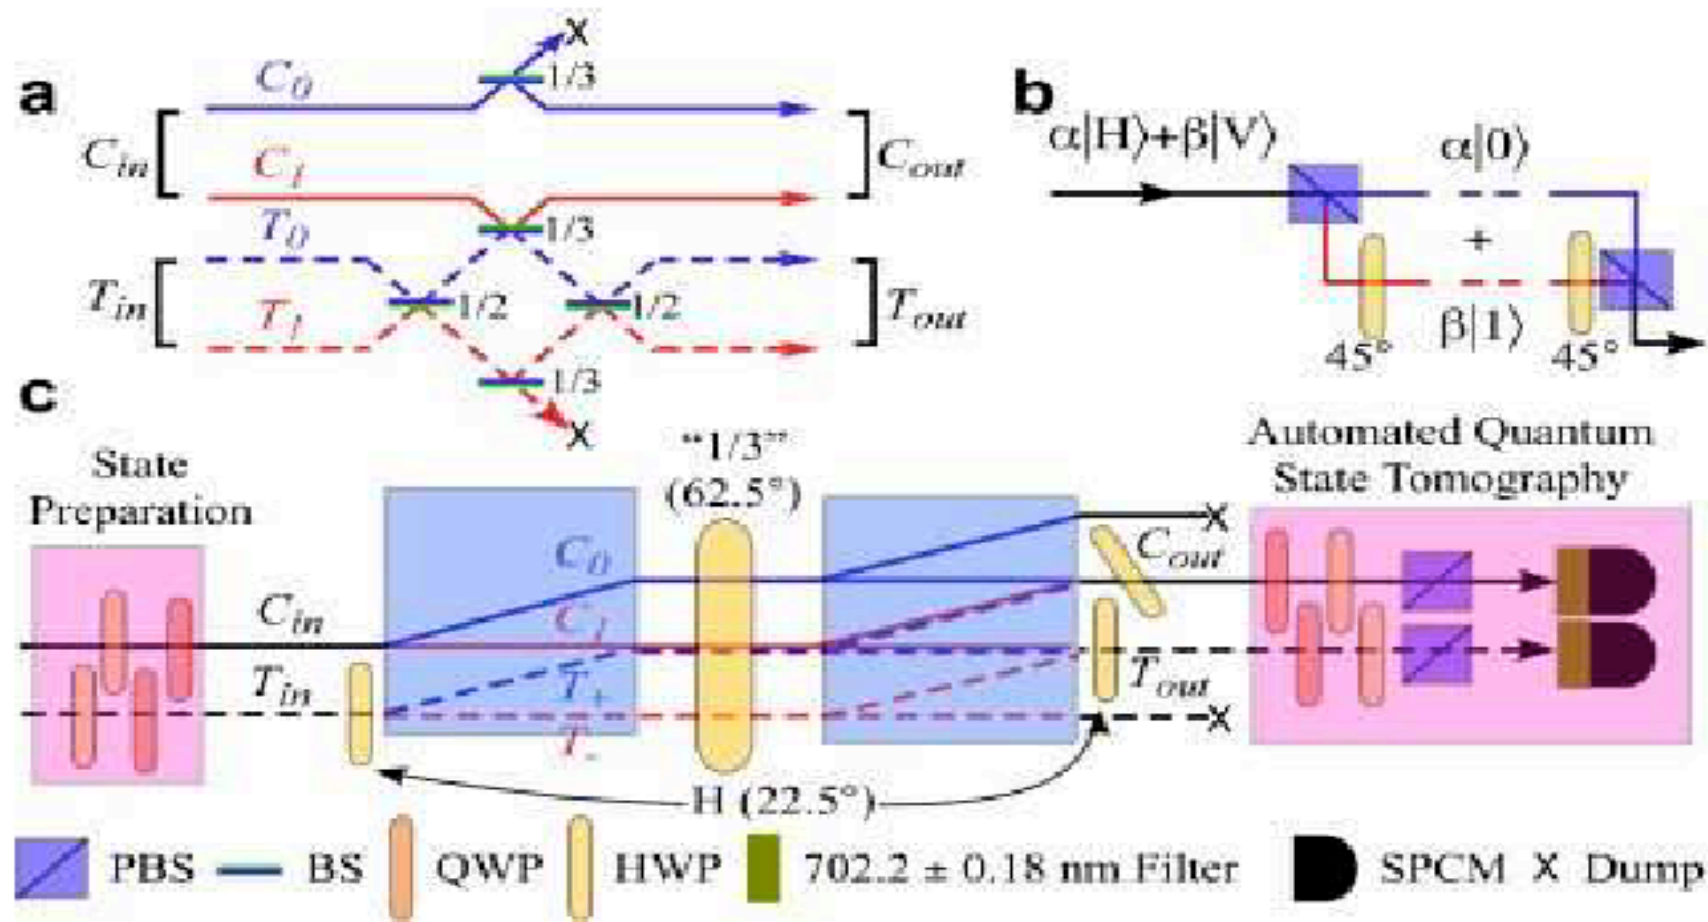 a
X
C0
1/3
Cin
Cout
C1
T0
1/3
Tin
Tout
1/2
1/2
T1
1/3
X
b
α|H⟩+β|V⟩
α|0⟩
+
β|1⟩
45°
45°
c
State
Preparation
“1/3”
(62.5°)
Automated Quantum
State Tomography
C0
X
Cout
Cin
C1
Tin
T+
Tout
T-
X
H (22.5°)
PBS
BS
QWP
HWP
702.2 ± 0.18 nm Filter
SPCM
X Dump